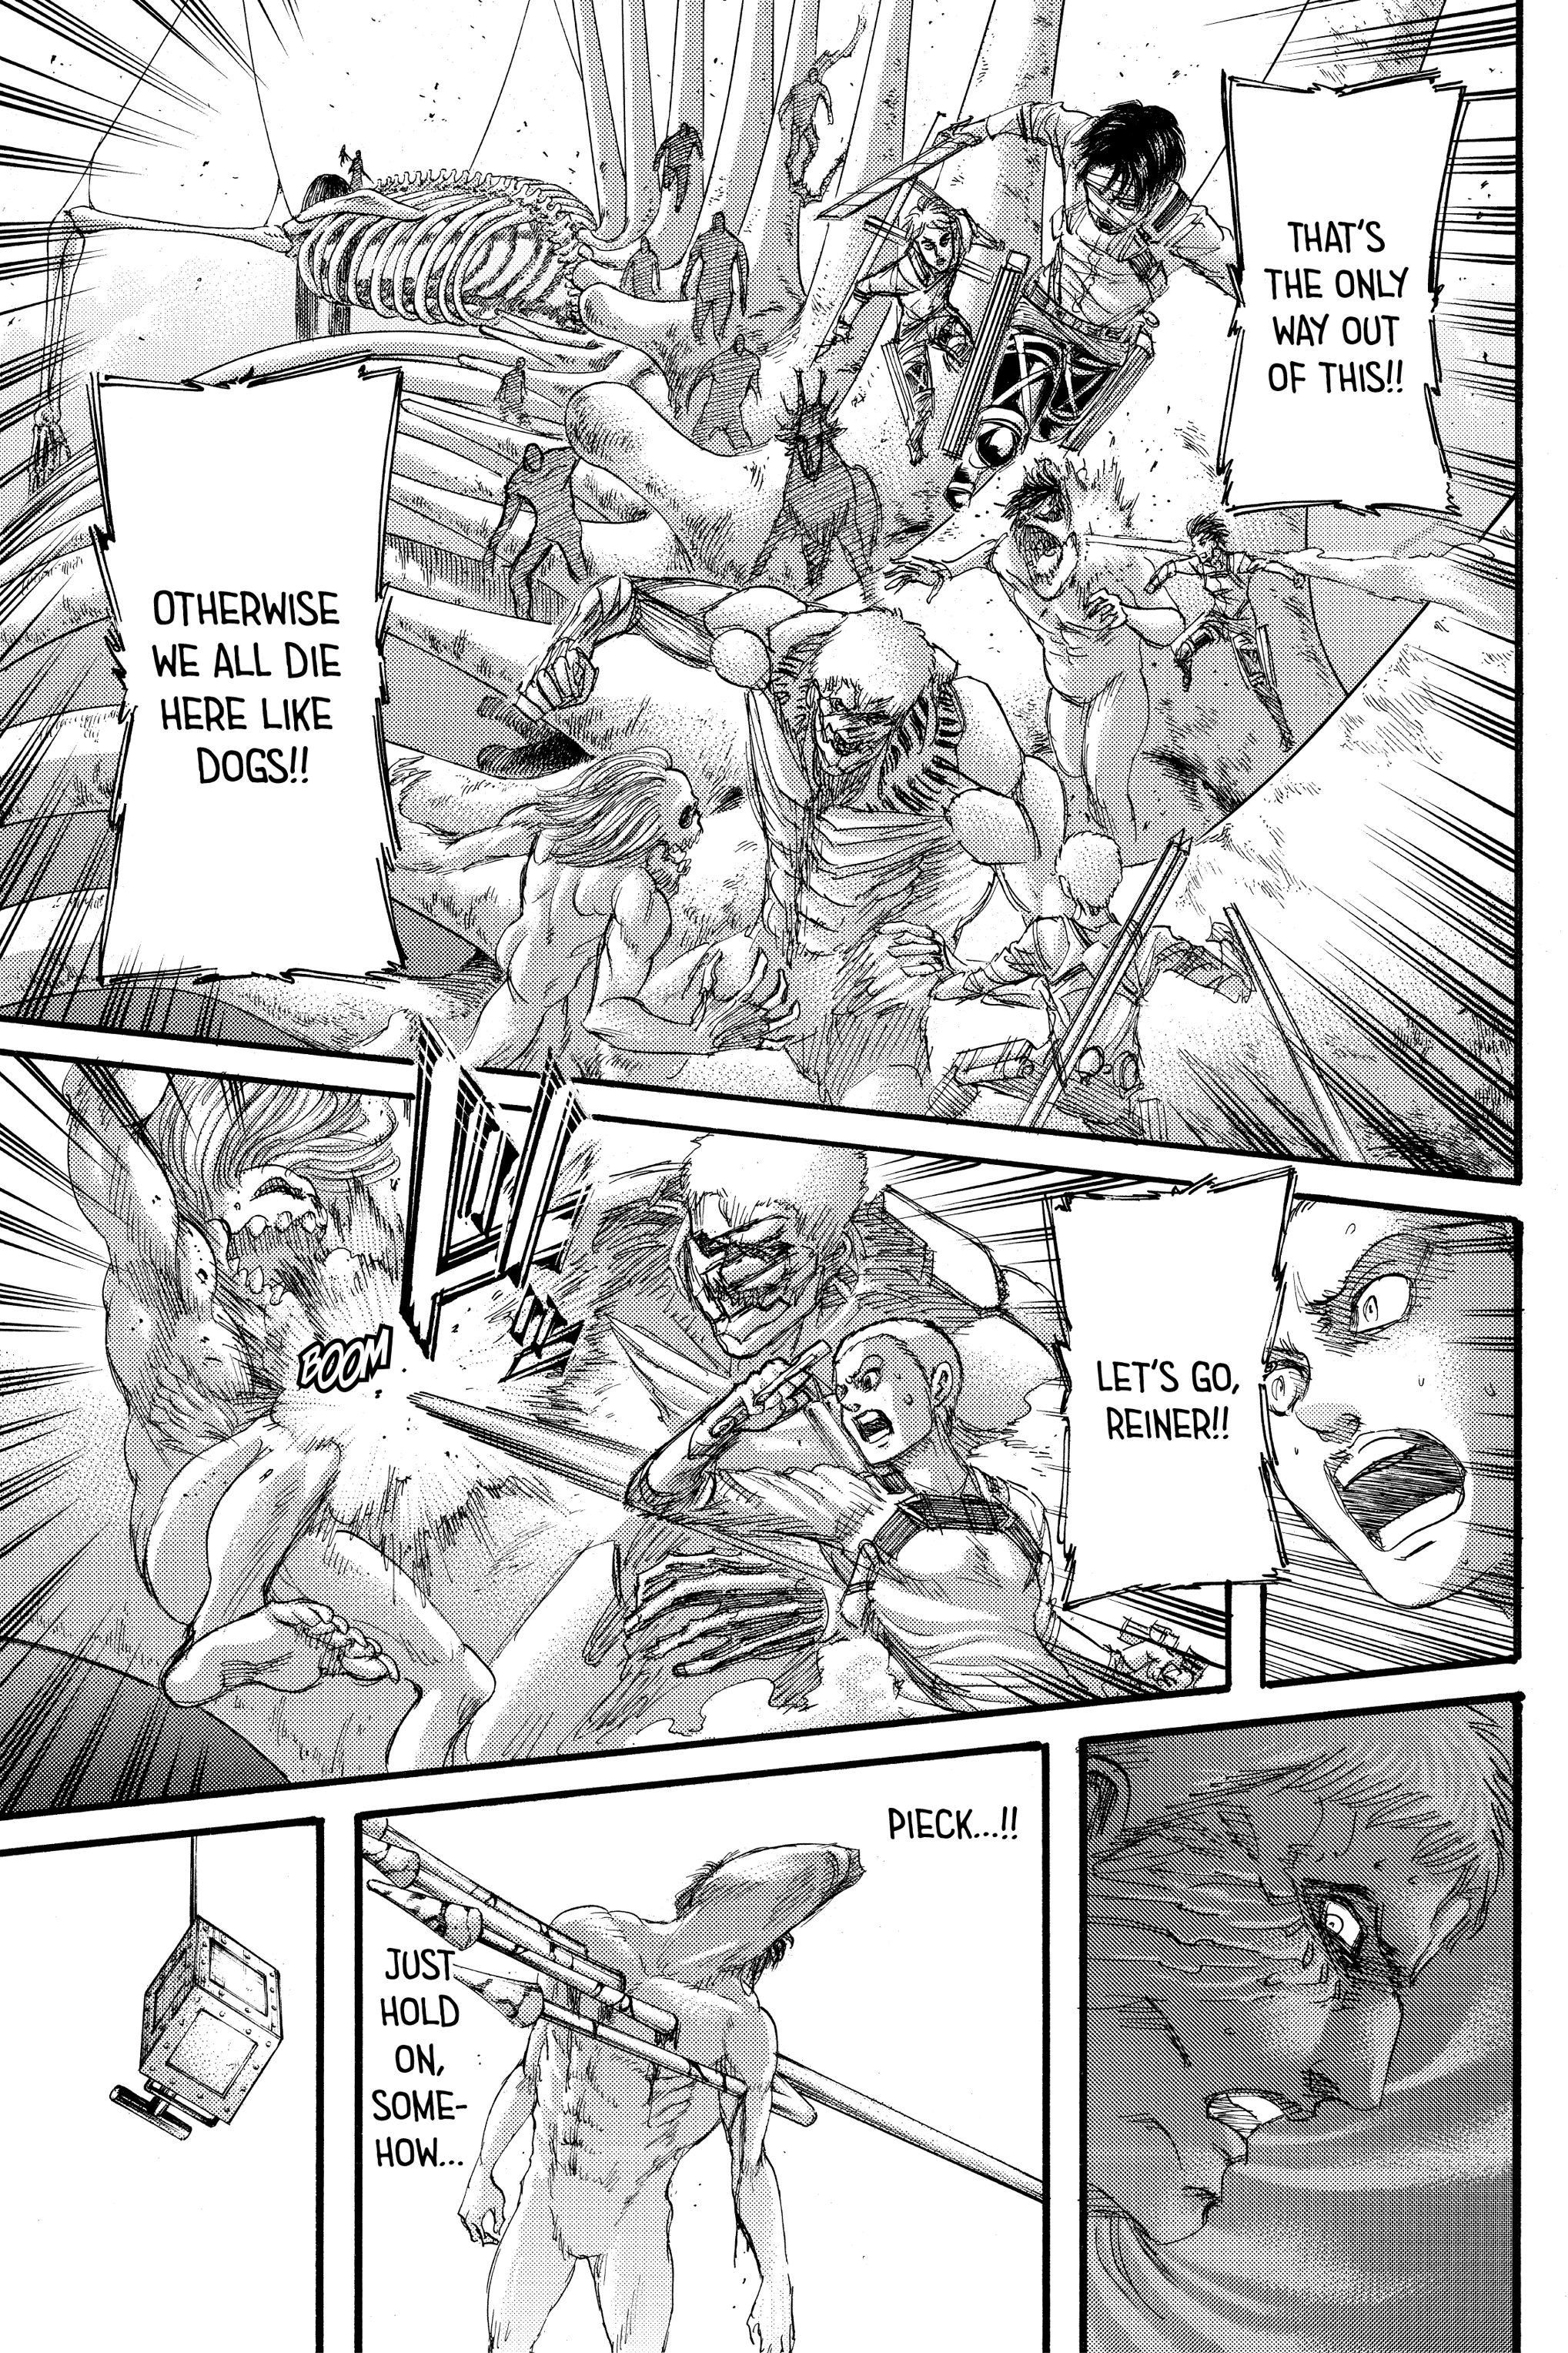 THAT'S
THE ONLY
WAY OUT
OF THIS!!
OTHERWISE
WE ALL DIE
HERE LIKE
DOGS!!
LET'S GO,
REINER!!
BOOM
PIECK...!!
JUST
HOLD
ON,
SOME-
HOW...